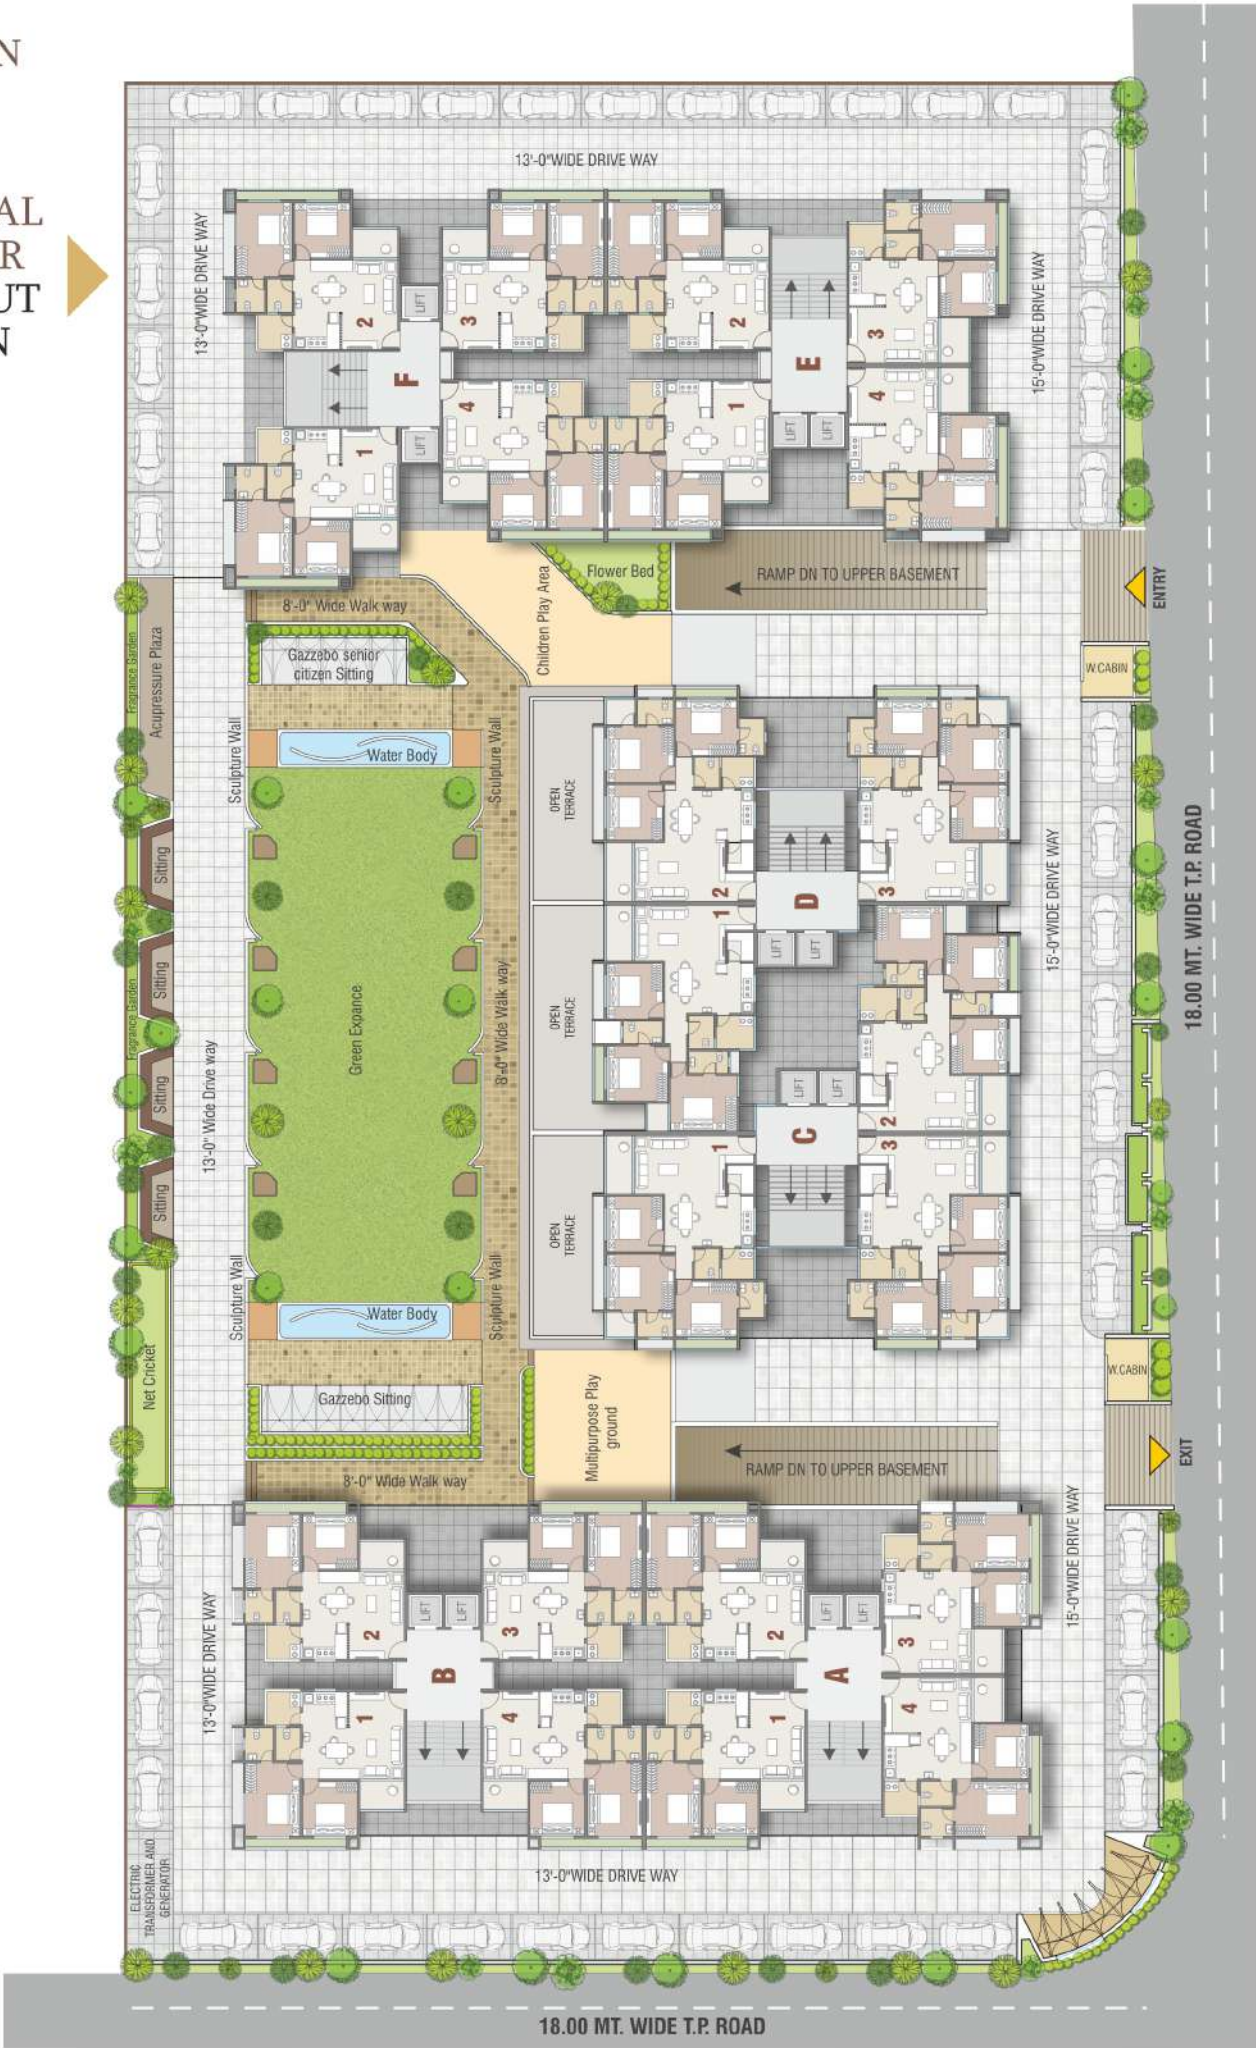 N
AL
R
UT
N
13'-0"WIDE DRIVE WAY
13'-0"WIDE DRIVE WAY
15'-0"WIDE DRIVE WAY
2
LIFT
3
2
3
F
E
1
LIFT
4
1
LIFT
LIFT
4
Flower Bed
RAMP DN TO UPPER BASEMENT
ENTRY
8'-0" Wide Walk way
Children Play Area
Fragrance Garden
Acupressure Plaza
Gazzebo senior
citizen Sitting
W.CABIN
Sculpture Wall
Water Body
Sculpture Wall
OPEN
TERRACE
2
D
3
1
LIFT
LIFT
Sitting
Sitting
Sitting
Sitting
Fragrance Garden
13'-0" Wide Drive way
Green Expance
8'-0" Wide Walk way
OPEN
TERRACE
15'-0"WIDE DRIVE WAY
18.00 MT. WIDE T.P. ROAD
LIFT
LIFT
1
C
2
3
OPEN
TERRACE
Sculpture Wall
Water Body
Sculpture Wall
Net Cricket
Gazzebo Sitting
Multipurpose Play
ground
W.CABIN
8'-0" Wide Walk way
RAMP DN TO UPPER BASEMENT
EXIT
13'-0"WIDE DRIVE WAY
15'-0"WIDE DRIVE WAY
2
LIFT
LIFT
3
2
LIFT
LIFT
3
B
A
1
4
1
4
ELECTRIC
TRANSFORMER AND
GENERATOR
13'-0"WIDE DRIVE WAY
18.00 MT. WIDE T.P. ROAD